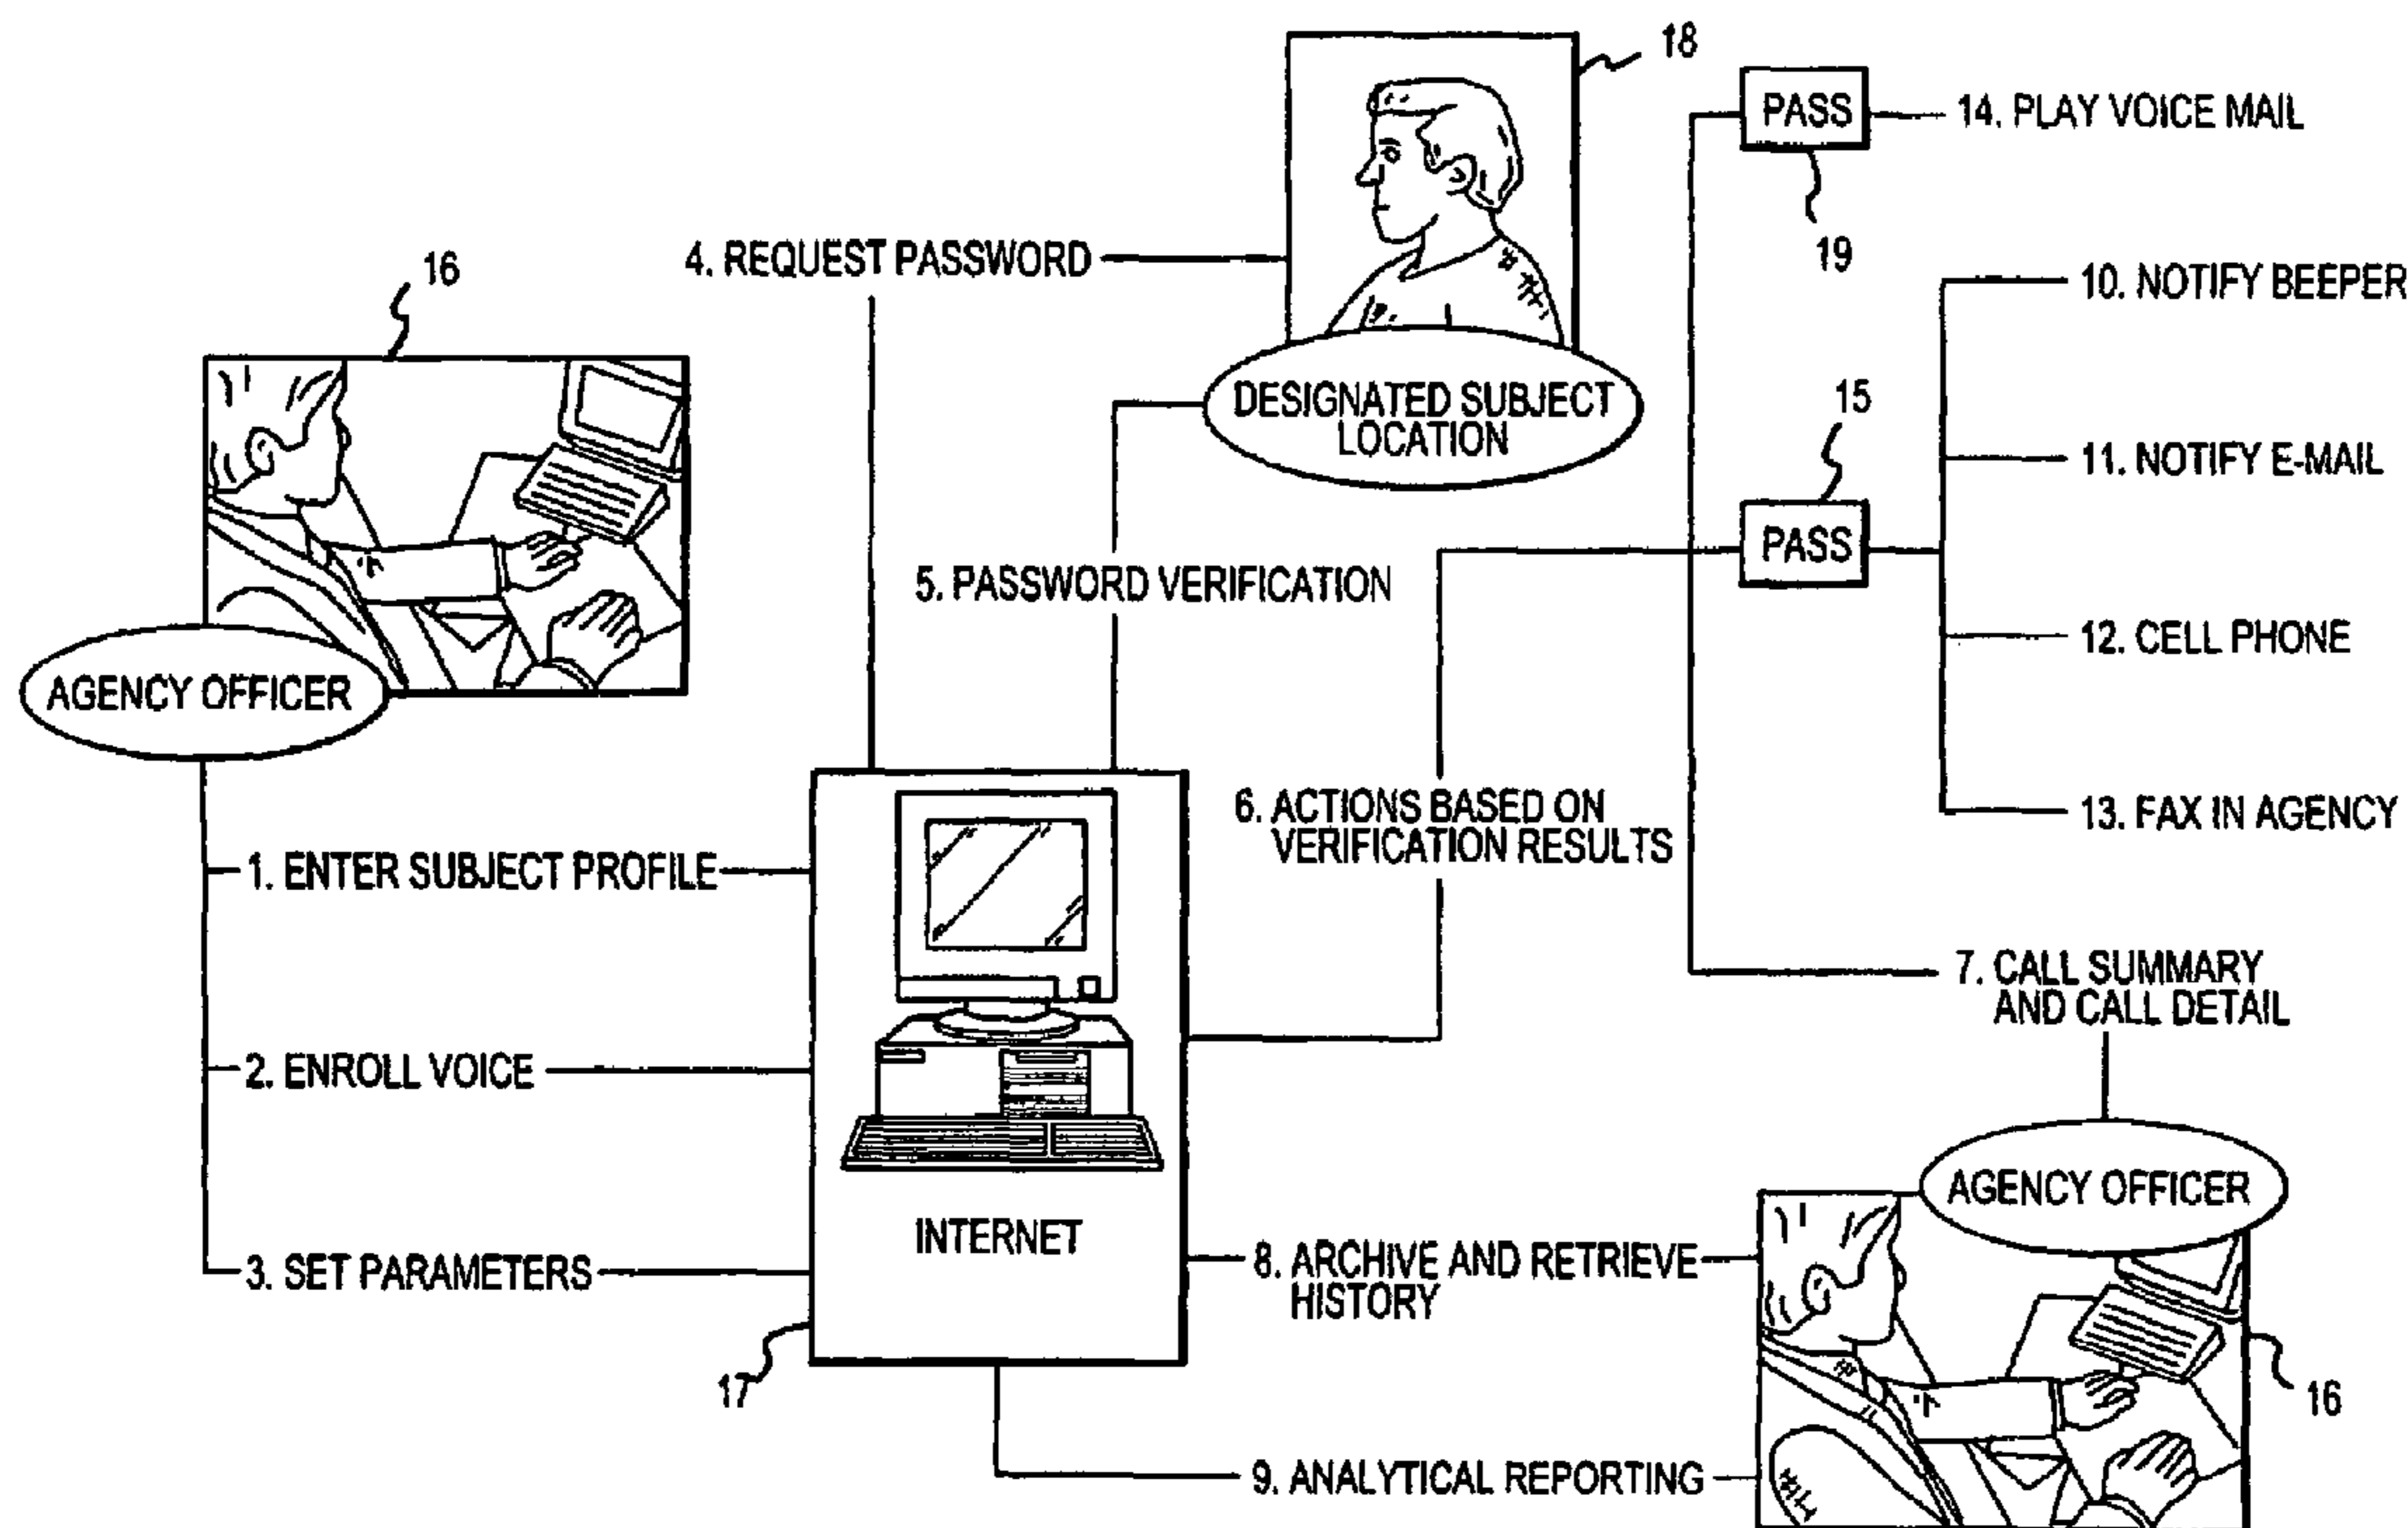 18
PASS
14. PLAY VOICE MAIL
19
4. REQUEST PASSWORD
16
10. NOTIFY BEEPER
DESIGNATED SUBJECT
LOCATION
15
11. NOTIFY E-MAIL
PASS
5. PASSWORD VERIFICATION
12. CELL PHONE
AGENCY OFFICER
6. ACTIONS BASED ON
VERIFICATION RESULTS
13. FAX IN AGENCY
1. ENTER SUBJECT PROFILE
7. CALL SUMMARY
AND CALL DETAIL
2. ENROLL VOICE
AGENCY OFFICER
INTERNET
3. SET PARAMETERS
8. ARCHIVE AND RETRIEVE
HISTORY
17
16
9. ANALYTICAL REPORTING